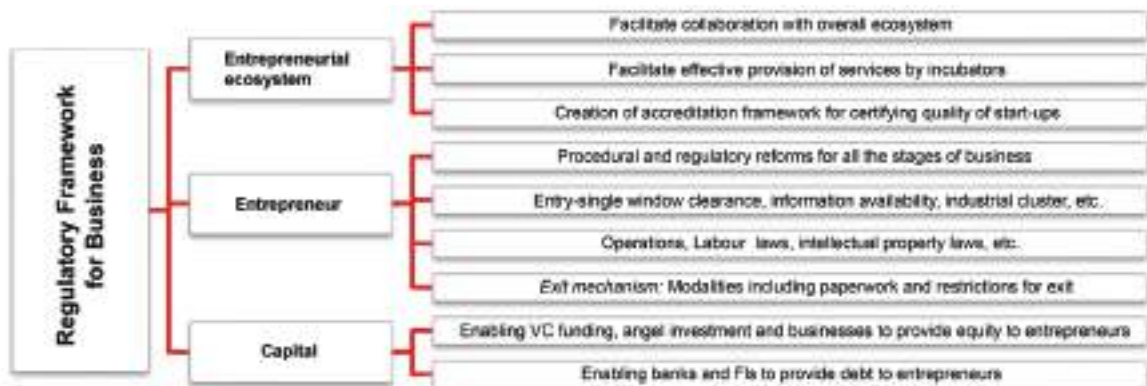 Regulatory Framework
for Business
Entrepreneurial
ecosystem
Facilitate collaboration with overall ecosystem
Facilitate effective provision of services by incubators
Creation of accreditation framework for certifying quality of start-ups
Entrepreneur
Procedural and regulatory reforms for all the stages of business
Entry-single window clearance, information availability, industrial cluster, etc.
Operations, Labour laws, intellectual property laws, etc.
Exit mechanism: Modalities including paperwork and restrictions for exit
Capital
Enabling VC funding, angel investment and businesses to provide equity to entrepreneurs
Enabling banks and FIs to provide debt to entrepreneurs